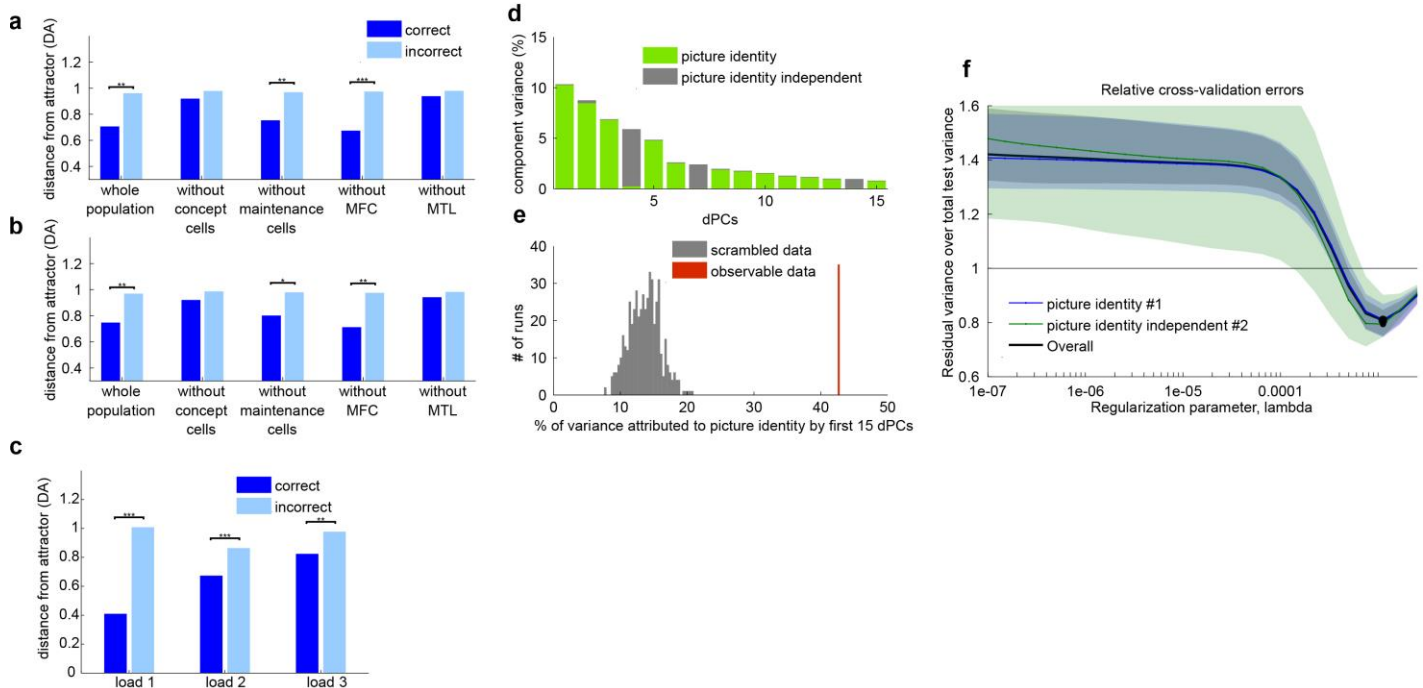 a
correct
incorrect
distance from attractor (DA)
1.2
1
0.8
0.6
0.4
**
**
***
whole population
without concept cells
without maintenance cells
without MFC
without MTL
b
distance from attractor (DA)
1.2
1
0.8
0.6
0.4
**
*
**
whole population
without concept cells
without maintenance cells
without MFC
without MTL
c
correct
incorrect
distance from attractor (DA)
1.2
1
0.8
0.6
0.4
0.2
0
***
***
**
load 1
load 2
load 3
d
picture identity
picture identity independent
component variance (%)
15
10
5
0
5
10
15
dPCs
e
scrambled data
observable data
# of runs
40
30
20
10
0
0
10
20
30
40
50
% of variance attributed to picture identity by first 15 dPCs
f
Relative cross-validation errors
Residual variance over total test variance
1.6
1.4
1.2
1
0.8
0.6
picture identity #1
picture identity independent #2
Overall
1e-07
1e-06
1e-05
0.0001
Regularization parameter, lambda